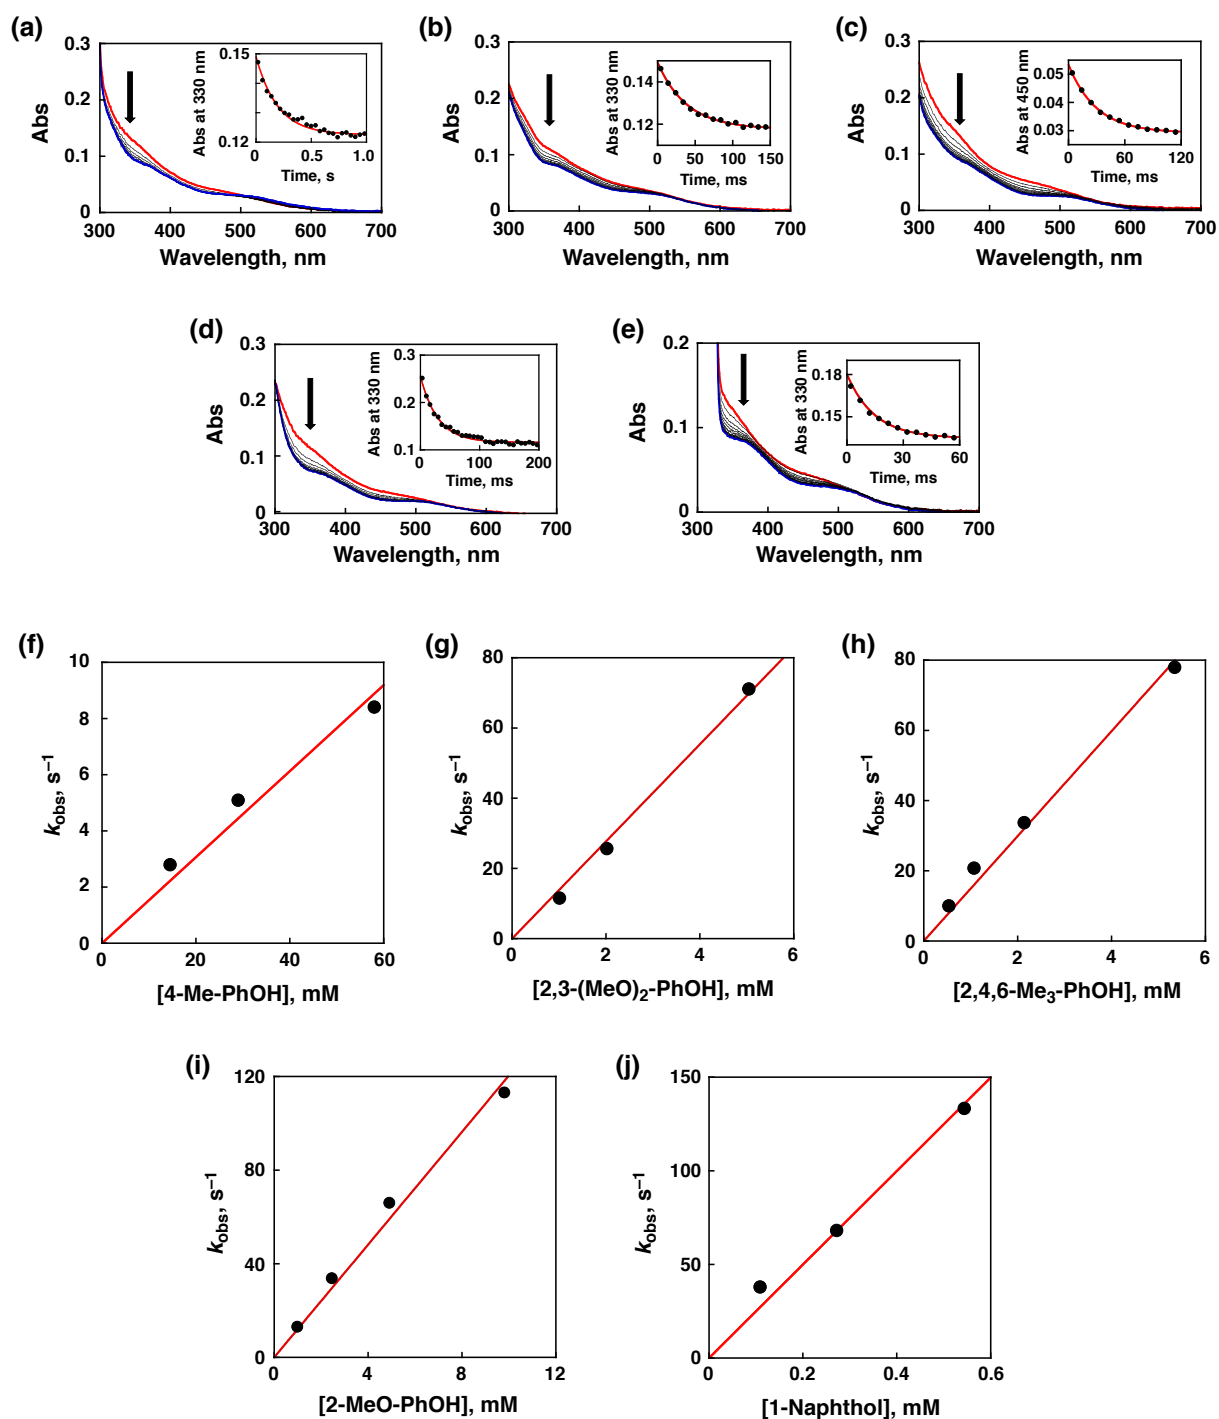 (a)
0.3
0.2
0.1
0
Abs
300
400
500
600
700
Wavelength, nm
0.15
0.12
Abs at 330 nm
0
0.5
1.0
Time, s
(b)
0.3
0.2
0.1
0
Abs
300
400
500
600
700
Wavelength, nm
0.14
0.12
Abs at 330 nm
0
50
100
150
Time, ms
(c)
0.3
0.2
0.1
0
Abs
300
400
500
600
700
Wavelength, nm
0.05
0.04
0.03
Abs at 450 nm
0
60
120
Time, ms
(d)
0.3
0.2
0.1
0
Abs
300
400
500
600
700
Wavelength, nm
0.3
0.2
0.1
Abs at 330 nm
0
100
200
Time, ms
(e)
0.2
0.1
0
Abs
300
400
500
600
700
Wavelength, nm
0.18
0.15
Abs at 330 nm
0
30
60
Time, ms
(f)
10
8
6
4
2
0
k_obs, s⁻¹
0
20
40
60
[4-Me-PhOH], mM
(g)
80
60
40
20
0
k_obs, s⁻¹
0
2
4
6
[2,3-(MeO)₂-PhOH], mM
(h)
80
60
40
20
0
k_obs, s⁻¹
0
2
4
6
[2,4,6-Me₃-PhOH], mM
(i)
120
80
40
0
k_obs, s⁻¹
0
4
8
12
[2-MeO-PhOH], mM
(j)
150
100
50
0
k_obs, s⁻¹
0
0.2
0.4
0.6
[1-Naphthol], mM